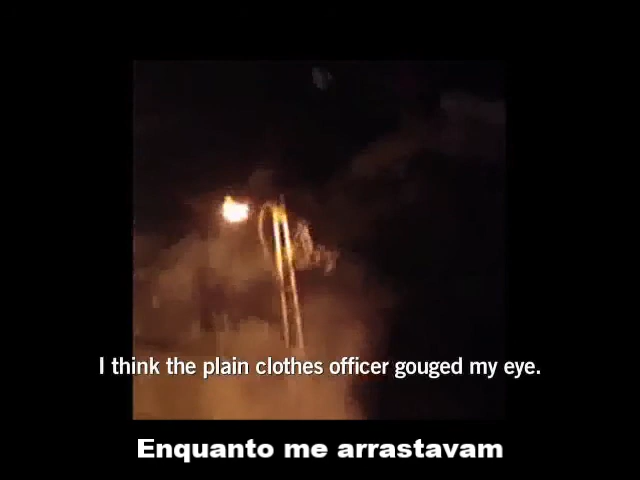 I think the plain clothes officer gouged my eye.
Enquanto me arrastavam